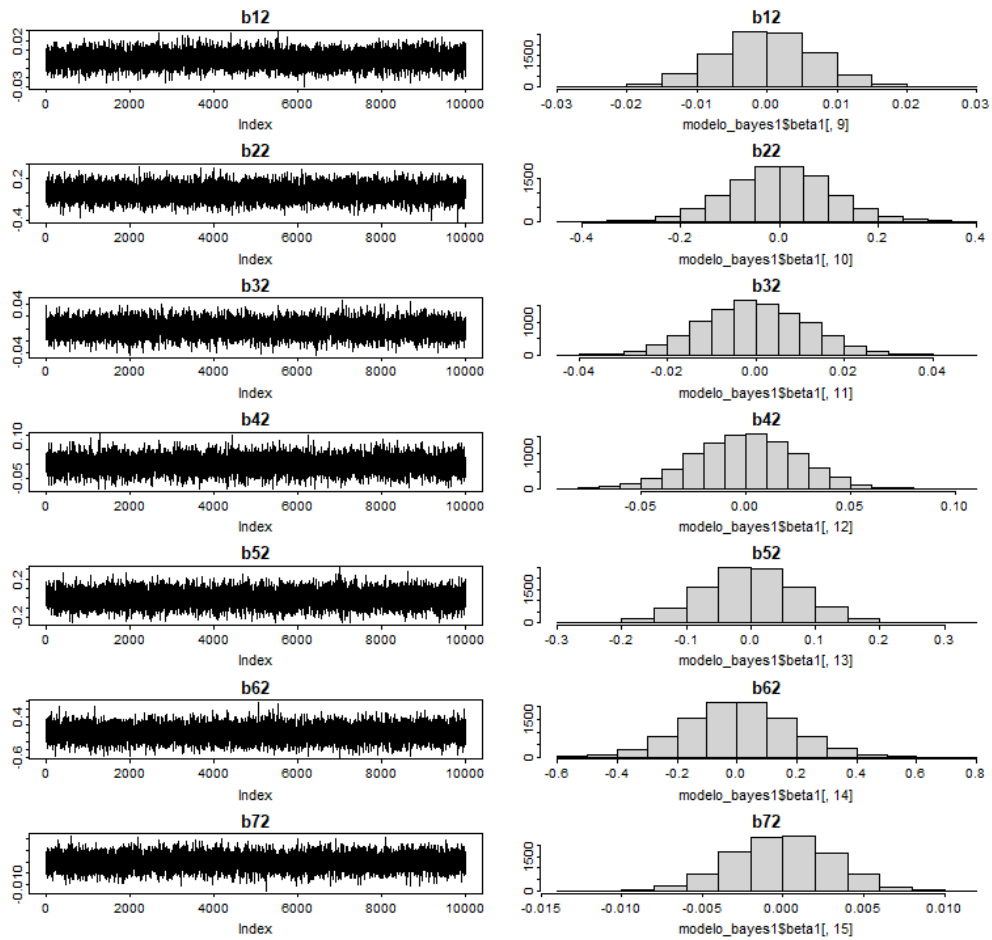 b12
0.02
-0.03
0 2000 4000 6000 8000 10000
Index
b12
1500
0
-0.03 -0.02 -0.01 0.00 0.01 0.02 0.03
modelo_bayes1$beta1[, 9]
b22
0.2
-0.4
0 2000 4000 6000 8000 10000
Index
b22
1500
0
-0.4 -0.2 0.0 0.2 0.4
modelo_bayes1$beta1[, 10]
b32
0.04
-0.04
0 2000 4000 6000 8000 10000
Index
b32
1000
0
-0.04 -0.02 0.00 0.02 0.04
modelo_bayes1$beta1[, 11]
b42
0.10
-0.05
0 2000 4000 6000 8000 10000
Index
b42
1000
0
-0.05 0.00 0.05 0.10
modelo_bayes1$beta1[, 12]
b52
0.2
-0.2
0 2000 4000 6000 8000 10000
Index
b52
1500
0
-0.3 -0.2 -0.1 0.0 0.1 0.2 0.3
modelo_bayes1$beta1[, 13]
b62
0.4
-0.6
0 2000 4000 6000 8000 10000
Index
b62
1500
0
-0.6 -0.4 -0.2 0.0 0.2 0.4 0.6 0.8
modelo_bayes1$beta1[, 14]
b72
-0.010
0 2000 4000 6000 8000 10000
Index
b72
1500
0
-0.015 -0.010 -0.005 0.000 0.005 0.010
modelo_bayes1$beta1[, 15]